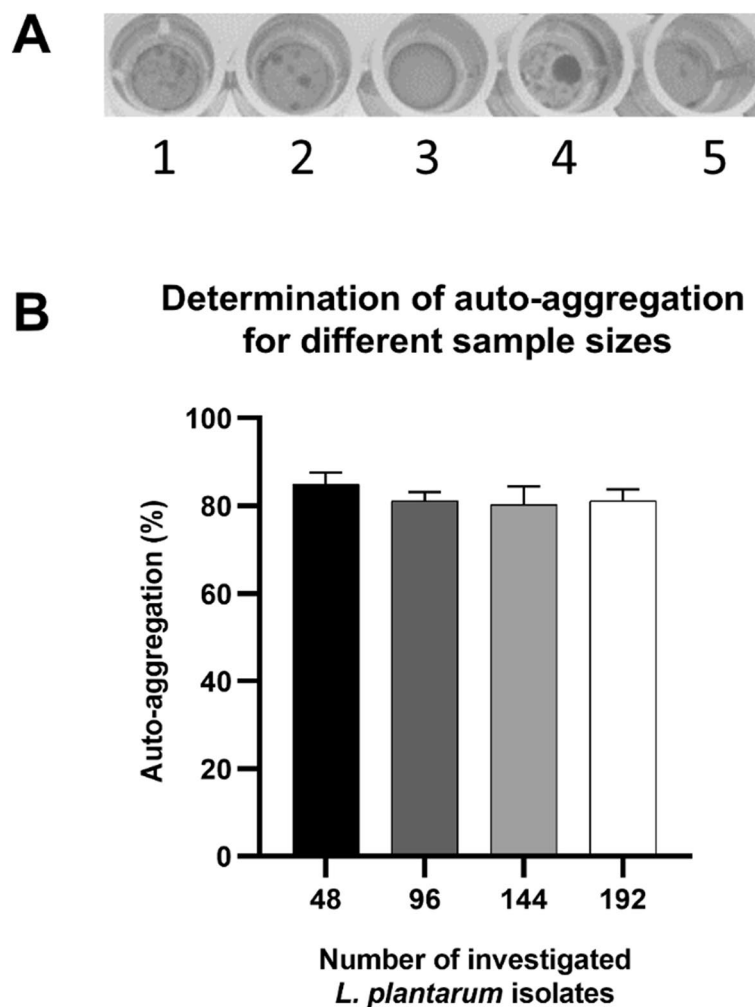 A
1 2 3 4 5
B
Determination of auto-aggregation
for different sample sizes
100
80
60
40
20
0
Auto-aggregation (%)
48 96 144 192
Number of investigated
L. plantarum isolates